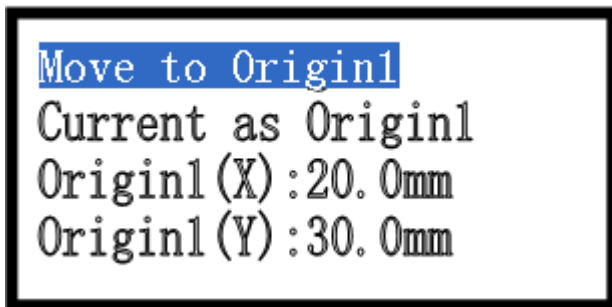 Move to Origin1
Current as Origin1
Origin1(X):20.0mm
Origin1(Y):30.0mm